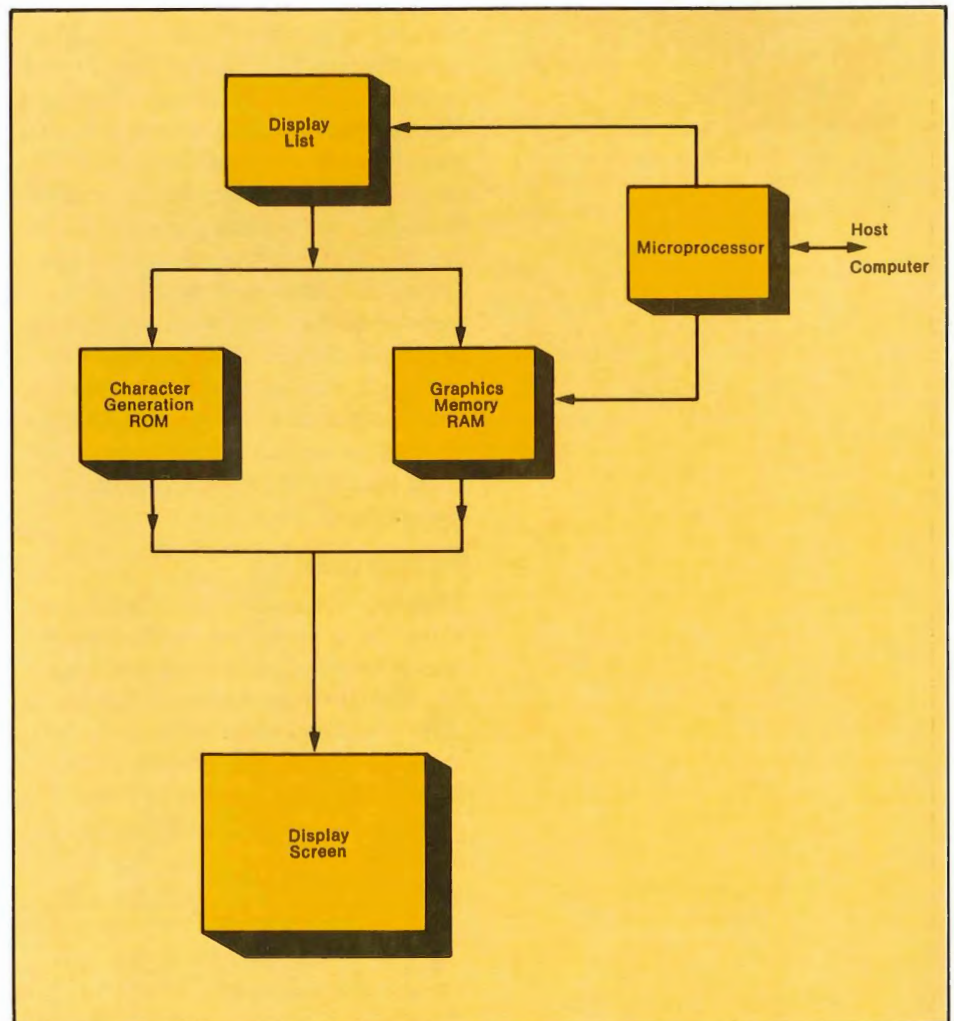 Display
List
Microprocessor
Host
Computer
Character
Generation
ROM
Graphics
Memory
RAM
Display
Screen